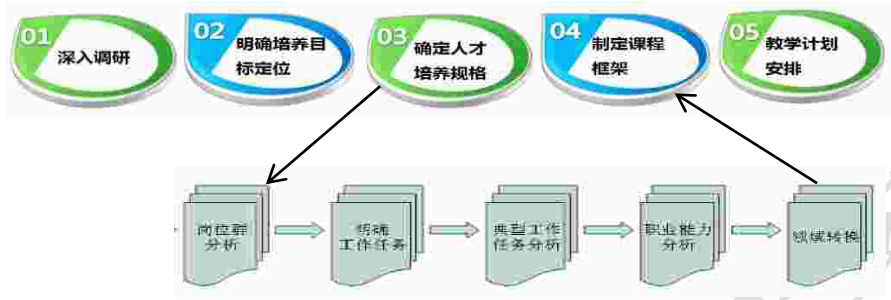 01
深入调研
02
明确培养目
标定位
03
确定人才
培养规格
04
制定课程
框架
05
教学计划
安排
岗位群
分析
明确
工作任务
典型工作
任务分析
职业能力
分析
领域转换